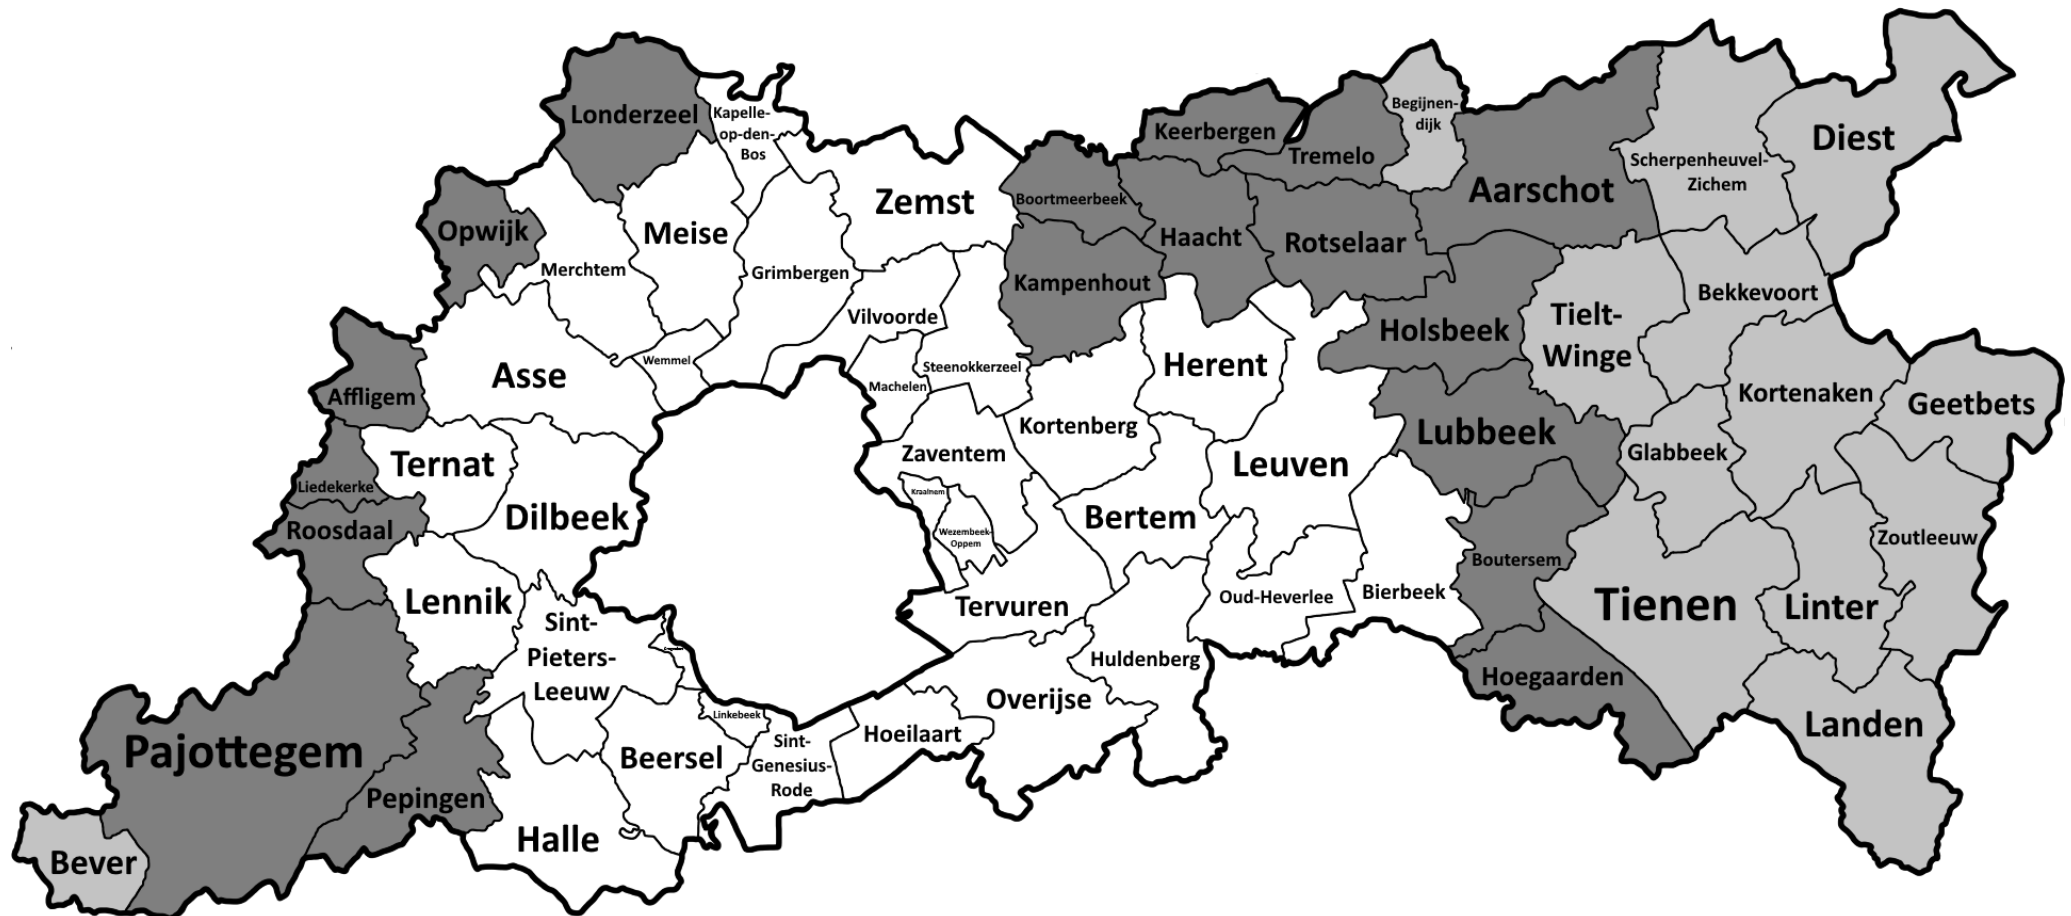 Londerzeel
Kapelle-
op-den-
Bos
Keerbergen
Tremelo
Begijnen-
dijk
Aarschot
Scherpenheuvel-
Zichem
Diest
Opwijk
Merchtem
Meise
Grimbergen
Zemst
Boortmeerbeek
Haacht
Rotselaar
Kampenhout
Vilvoorde
Holsbeek
Tielt-
Winge
Bekkevoort
Affligem
Asse
Wemmel
Machelen
Steenokkerzeel
Herent
Kortenaken
Geetbets
Liedekerke
Ternat
Zaventem
Kortenberg
Leuven
Lubbeek
Glabbeek
Roosdaal
Dilbeek
Kraainem
Wezembeek-
Oppem
Bertem
Boutersem
Zoutleeuw
Lennik
Sint-
Pieters-
Leeuw
Tervuren
Oud-Heverlee
Bierbeek
Tienen
Linter
Huldenberg
Hoegaarden
Overijse
Landen
Pajottegem
Pepingen
Beersel
Linkebeek
Sint-
Genesius-
Rode
Hoeilaart
Halle
Bever